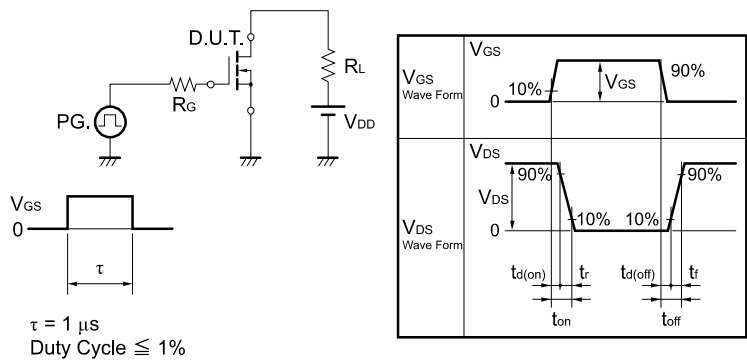 D.U.T.
RL
RG
PG.
VDD
VGS
0
τ
τ = 1 μs
Duty Cycle ≦ 1%
VGS
Wave Form
VGS
10%
VGS
90%
0
VDS
Wave Form
VDS
90%
VDS
10%
10%
90%
0
td(on)
tr
td(off)
tf
ton
toff